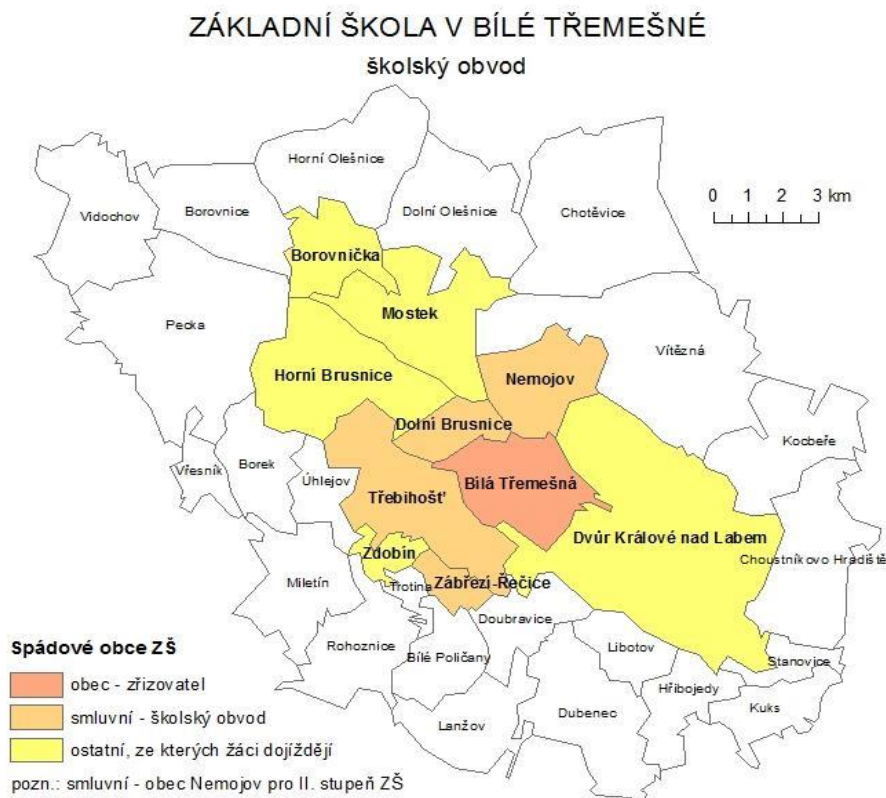 ZÁKLADNÍ ŠKOLA V BÍLÉ TŘEMEŠNÉ
školský obvod
Horní Olešnice
0 1 2 3 km
Vidochov
Borovnice
Dolní Olešnice
Chotěvice
Borovnička
Mostek
Pecka
Vítězná
Horní Brusnice
Nemojov
Dolní Brusnice
Kocbeře
Vřesník
Borek
Úhlejov
Bílá Třemešná
Třebihošť
Dvůr Králové nad Labem
Zdobín
Choustníkovo Hradiště
Miletín
Trotina
Zábřezí-Řečice
Doubravice
Rohoznice
Bílé Poličany
Libotov
Stanovice
Hřibojedy
Lanžov
Dubenec
Kuks
Spádové obce ZŠ
obec - zřizovatel
smluvní - školský obvod
ostatní, ze kterých žáci dojíždějí
pozn.: smluvní - obec Nemojov pro II. stupeň ZŠ